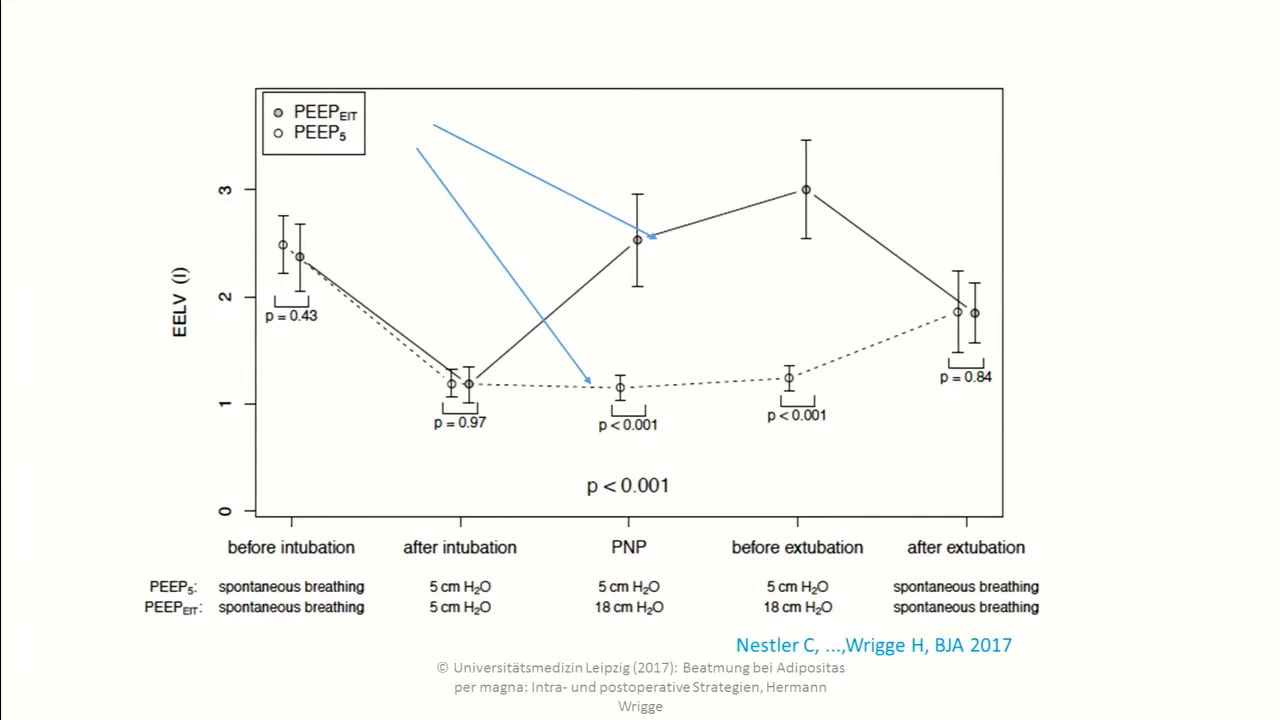 PEEP_EIT
PEEP_5
3
2
1
0
EELV (l)
p = 0.43
p = 0.97
p < 0.001
p < 0.001
p = 0.84
p < 0.001
before intubation after intubation PNP before extubation after extubation
PEEP_5: spontaneous breathing 5 cm H2O 5 cm H2O 5 cm H2O spontaneous breathing
PEEP_EIT: spontaneous breathing 5 cm H2O 18 cm H2O 18 cm H2O spontaneous breathing
Nestler C, ...,Wrigge H, BJA 2017
© Universitätsmedizin Leipzig (2017): Beatmung bei Adipositas
per magna: Intra- und postoperative Strategien, Hermann
Wrigge